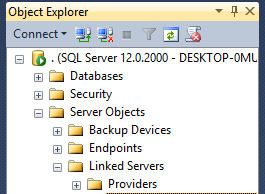 Object Explorer
Connect
. (SQL Server 12.0.2000 - DESKTOP-0MU
Databases
Security
Server Objects
Backup Devices
Endpoints
Linked Servers
Providers